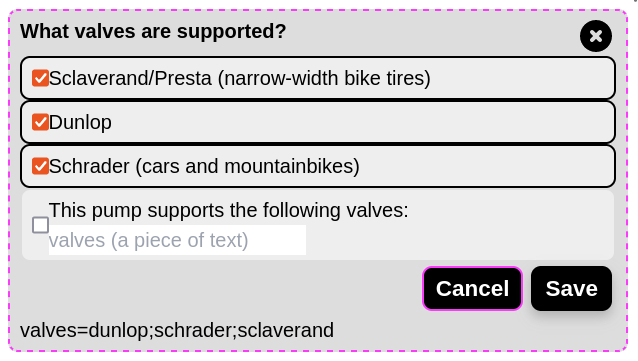 What valves are supported?
Sclaverand/Presta (narrow-width bike tires)
Dunlop
Schrader (cars and mountainbikes)
This pump supports the following valves:
valves (a piece of text)
Cancel Save
valves=dunlop;schrader;sclaverand